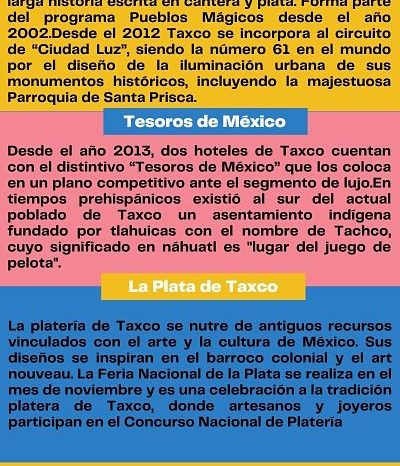 larga historia escrita en cantera y plata. Forma parte
del programa Pueblos Mágicos desde el año
2002.Desde el 2012 Taxco se incorpora al circuito
de “Ciudad Luz”, siendo la número 61 en el mundo
por el diseño de la iluminación urbana de sus
monumentos históricos, incluyendo la majestuosa
Parroquia de Santa Prisca.
Tesoros de México
Desde el año 2013, dos hoteles de Taxco cuentan
con el distintivo “Tesoros de México” que los coloca
en un plano competitivo ante el segmento de lujo.En
tiempos prehispánicos existió al sur del actual
poblado de Taxco un asentamiento indígena
fundado por tlahuicas con el nombre de Tachco,
cuyo significado en náhuatl es "lugar del juego de
pelota".
La Plata de Taxco
La platería de Taxco se nutre de antiguos recursos
vinculados con el arte y la cultura de México. Sus
diseños se inspiran en el barroco colonial y el art
nouveau. La Feria Nacional de la Plata se realiza en el
mes de noviembre y es una celebración a la tradición
platera de Taxco, donde artesanos y joyeros
participan en el Concurso Nacional de Platería